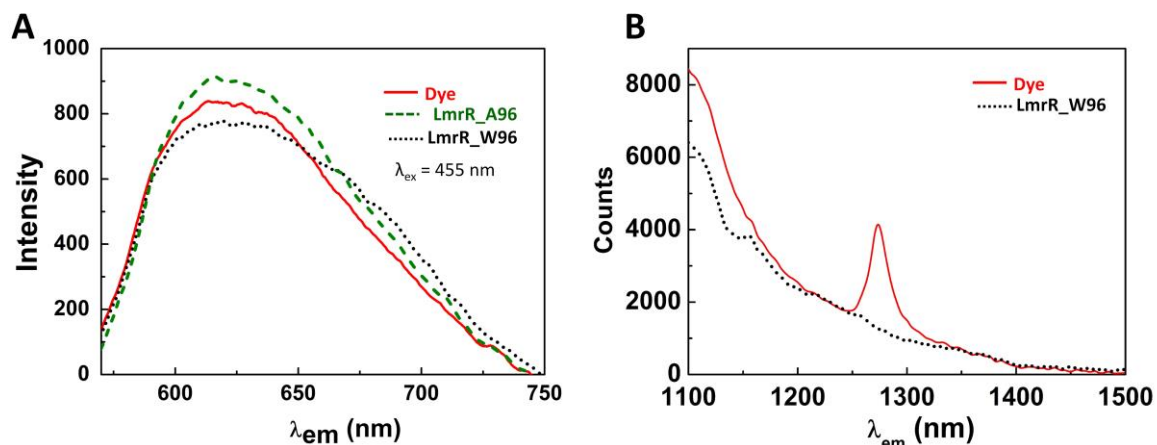 A
1000
800
600
400
200
0
Intensity
Dye
LmrR_A96
LmrR_W96
λex = 455 nm
600
650
700
750
λem (nm)
B
8000
6000
4000
2000
0
Counts
Dye
LmrR_W96
1100
1200
1300
1400
1500
λem (nm)